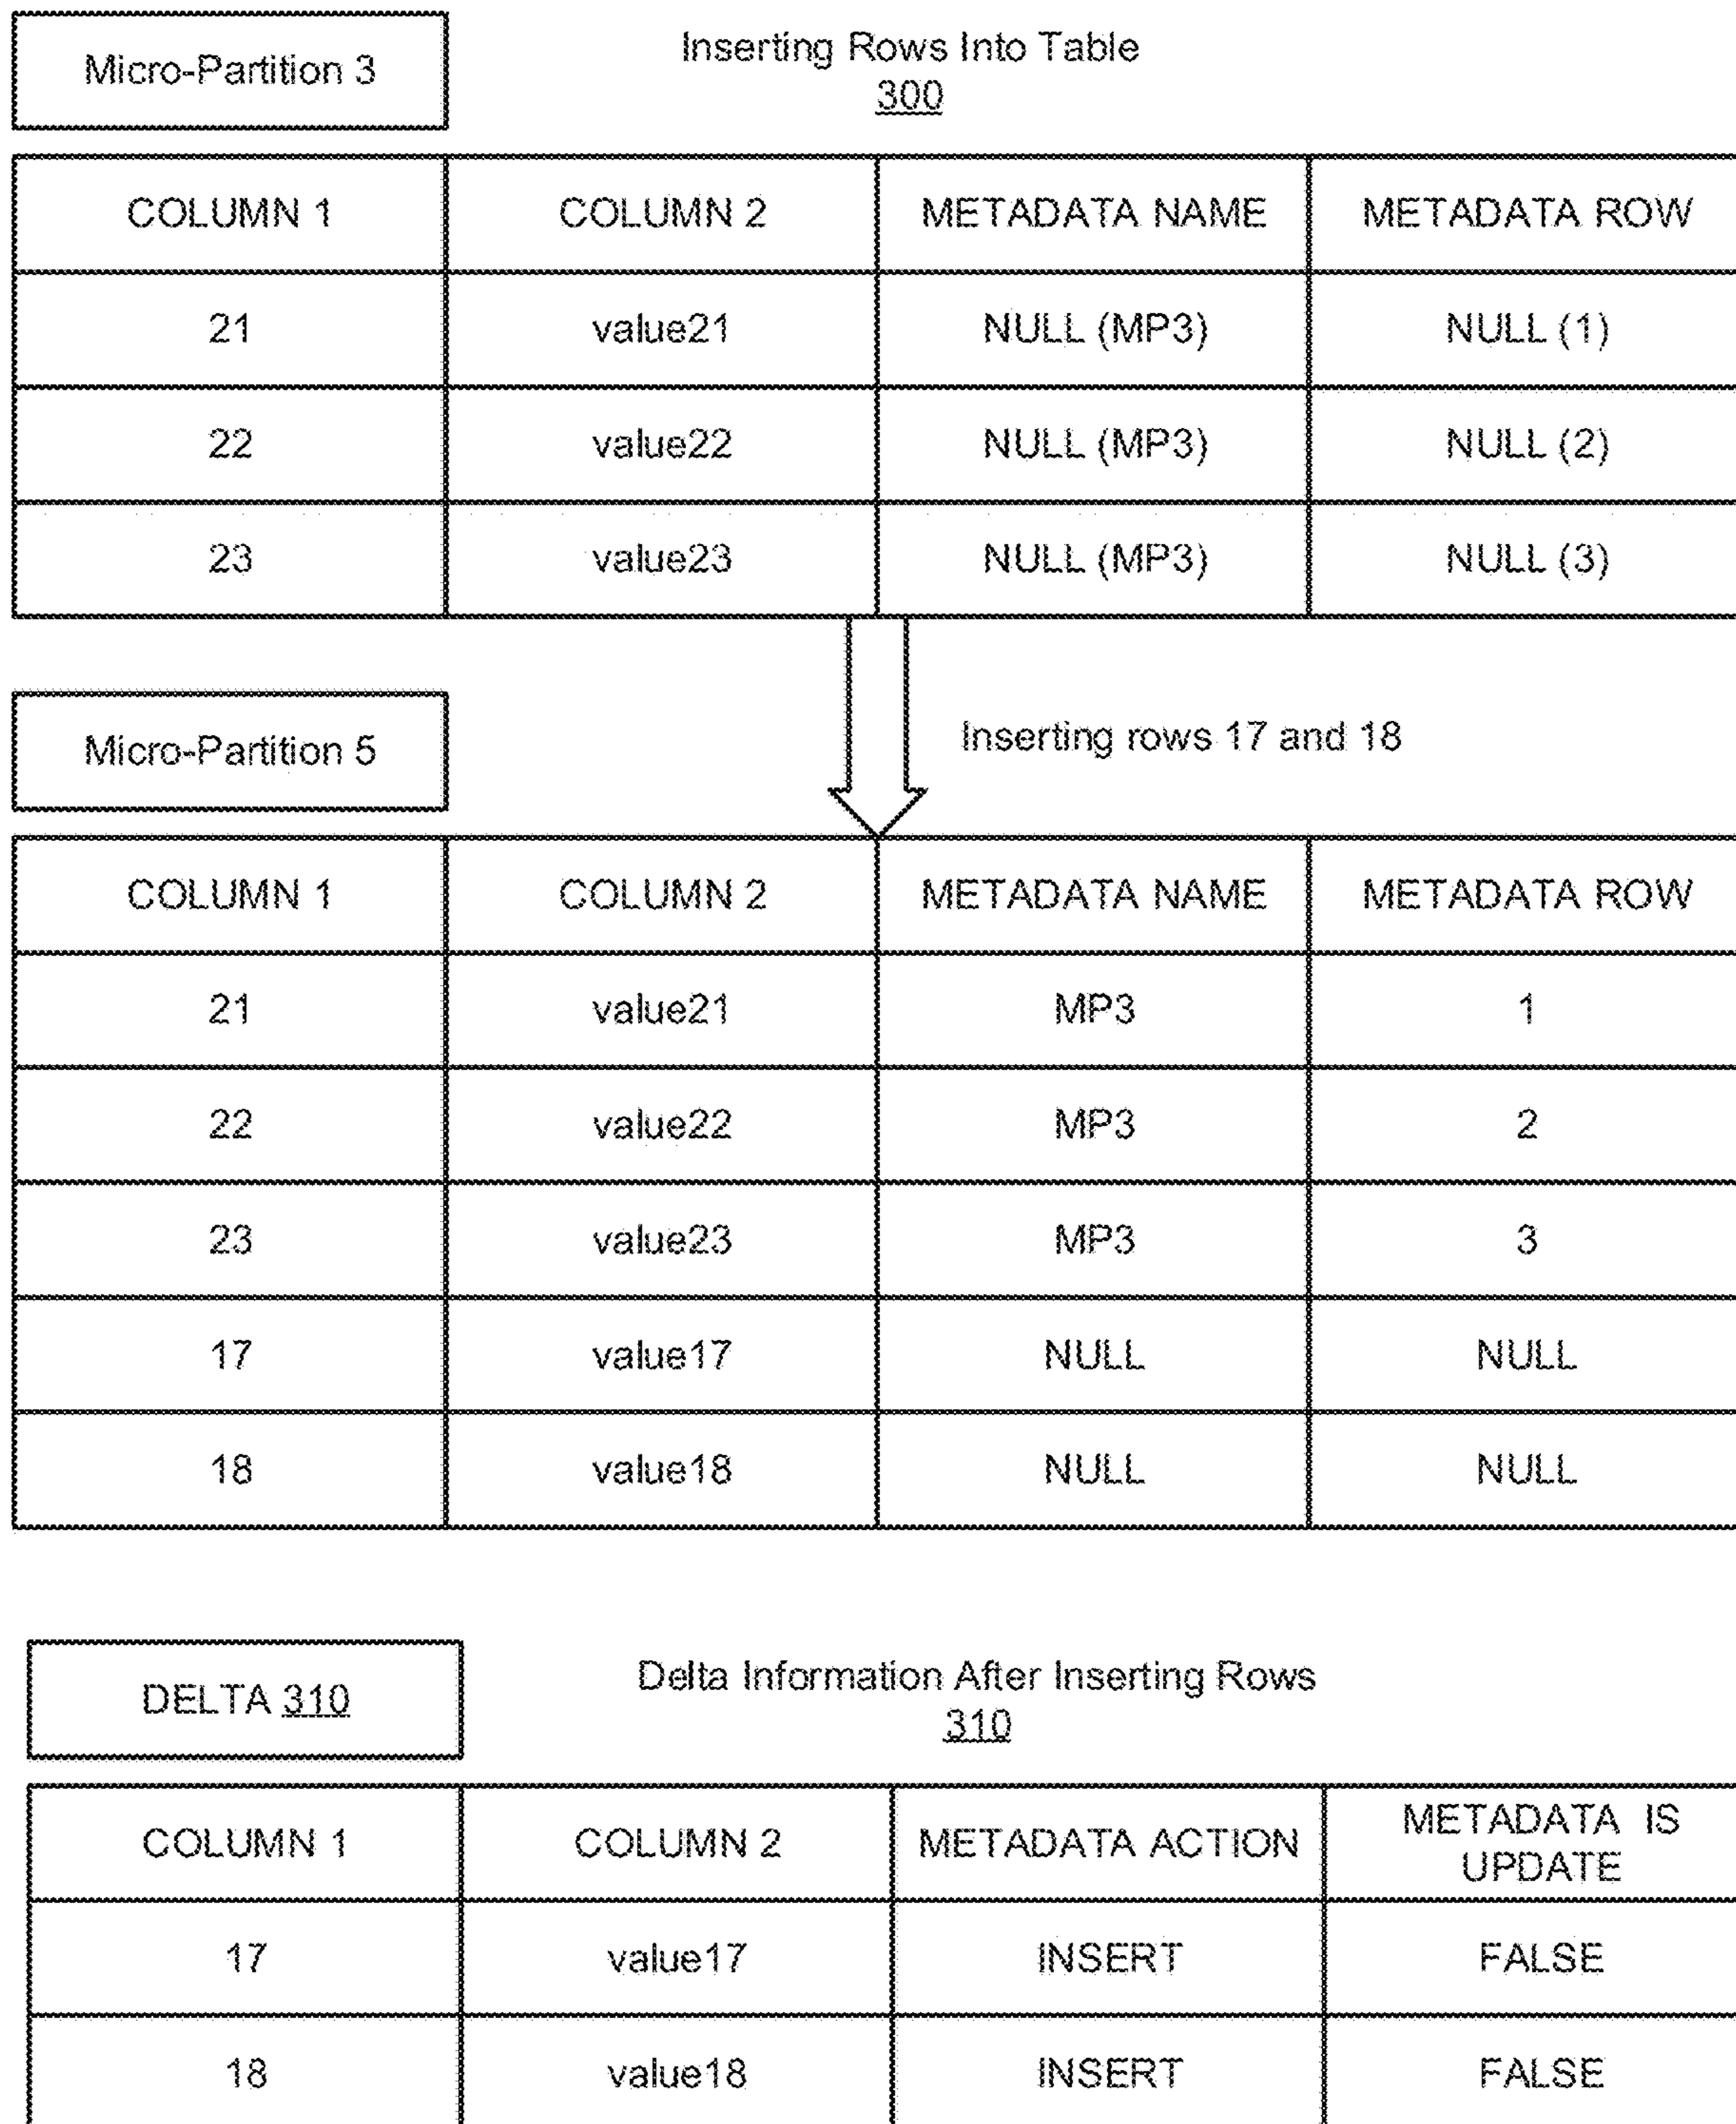 Micro-Partition 3
Inserting Rows Into Table
300
COLUMN 1 COLUMN 2 METADATA NAME METADATA ROW
21 value21 NULL (MP3) NULL (1)
22 value22 NULL (MP3) NULL (2)
23 value23 NULL (MP3) NULL (3)
Micro-Partition 5
Inserting rows 17 and 18
COLUMN 1 COLUMN 2 METADATA NAME METADATA ROW
21 value21 MP3 1
22 value22 MP3 2
23 value23 MP3 3
17 value17 NULL NULL
18 value18 NULL NULL
DELTA 310
Delta Information After Inserting Rows
310
COLUMN 1 COLUMN 2 METADATA ACTION METADATA IS
UPDATE
17 value17 INSERT FALSE
18 value18 INSERT FALSE